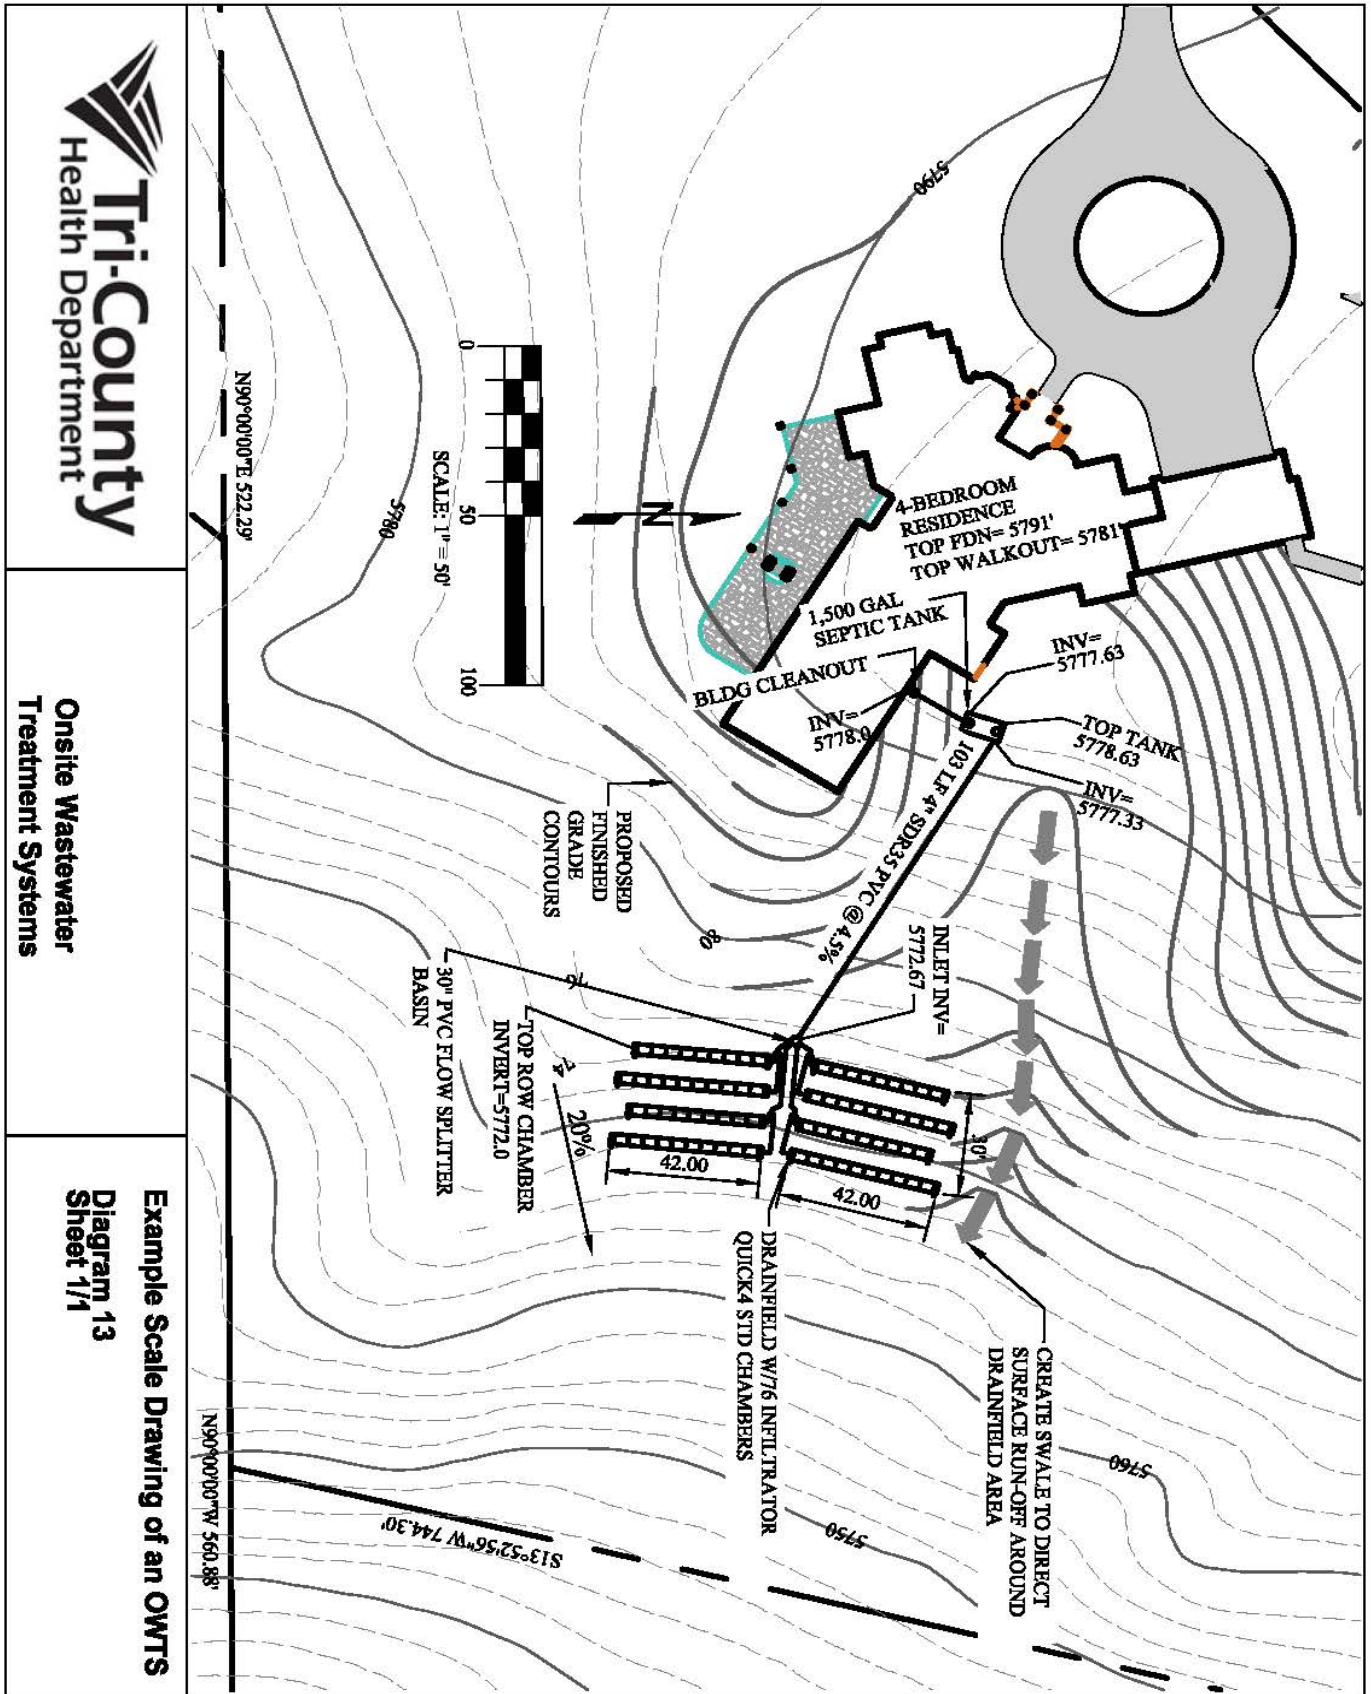 5790
4-BEDROOM
RESIDENCE
TOP FDN= 5791'
TOP WALKOUT= 5781'
1,500 GAL
SEPTIC TANK
BLDG CLEANOUT
INV=
5778.0
INV=
5777.63
TOP TANK
5778.63
INV=
5777.33
103 LF 4" SDR35 PVC @ 4.5%
INLET INV=
5772.67
0
50
100
SCALE: 1" = 50'
N
5780
PROPOSED
FINISHED
GRADE
CONTOURS
80
76
74
20%
30" PVC FLOW SPLITTER
BASIN
TOP ROW CHAMBER
INVERT=5772.0
42.00
42.00
30'
DRAINFIELD W/76 INFILTRATOR
QUICK4 STD CHAMBERS
CREATE SWALE TO DIRECT
SURFACE RUN-OFF AROUND
DRAINFIELD AREA
5760
5750
N90°00'00"E 522.29'
S13°52'56"W 744.30'
N90°00'00"W 560.88'
Tri-County
Health Department
Onsite Wastewater
Treatment Systems
Example Scale Drawing of an OWTS
Diagram 13
Sheet 1/1